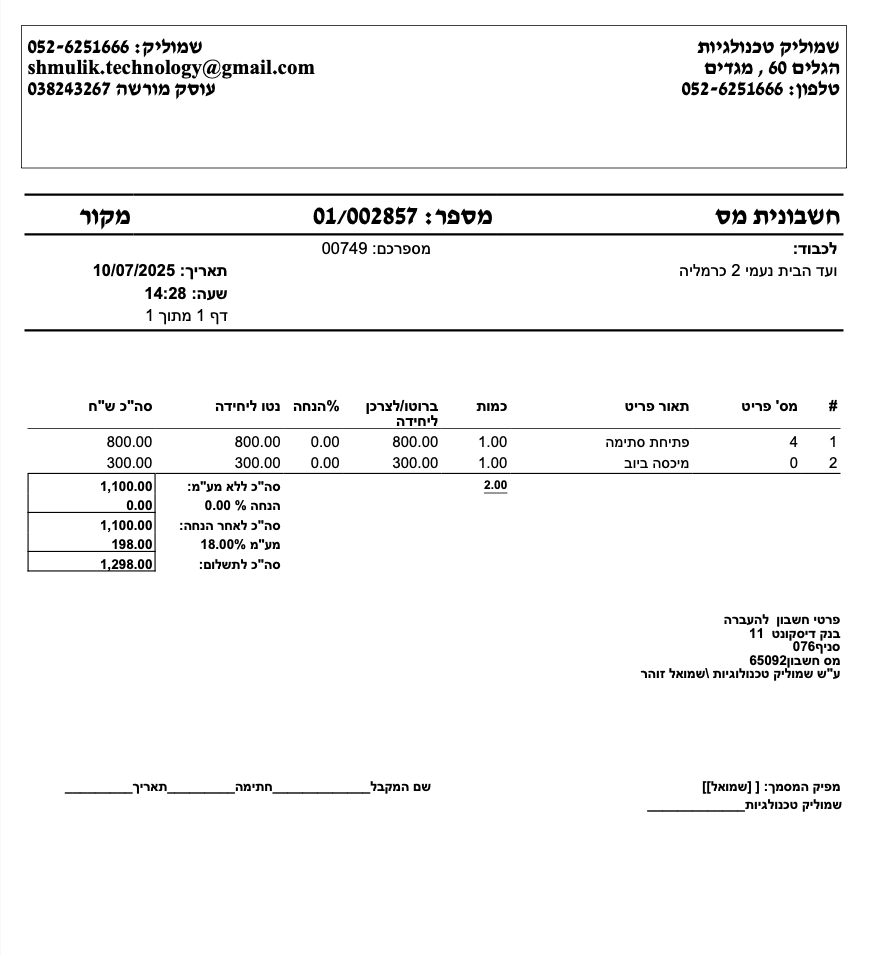 שמוליק טכנולגיות
הגלים 60 , מגדים
טלפון: 052-6251666
שמוליק: 052-6251666
shmulik.technology@gmail.com
עוסק מורשה 038243267
חשבונית מס מספר: 01/002857 מקור
לכבוד: מספרכם: 00749
ועד הבית נעמי 2 כרמליה
תאריך: 10/07/2025
שעה: 14:28
דף 1 מתוך 1
# מס' פריט תאור פריט כמות ברוטו/לצרכן ליחידה %הנחה נטו ליחידה סה"כ ש"ח
1 4 פתיחת סתימה 1.00 800.00 0.00 800.00 800.00
2 0 מיכסה ביוב 1.00 300.00 0.00 300.00 300.00
2.00 סה"כ ללא מע"מ: 1,100.00
הנחה % 0.00 0.00
סה"כ לאחר הנחה: 1,100.00
מע"מ 18.00% 198.00
סה"כ לתשלום: 1,298.00
פרטי חשבון להעברה
בנק דיסקונט 11
סניף076
מס חשבון65092
ע"ש שמוליק טכנולוגיות \שמואל זוהר
מפיק המסמך: [ [שמואל]] שם המקבל_____________חתימה_________תאריך_________
שמוליק טכנולגיות_____________